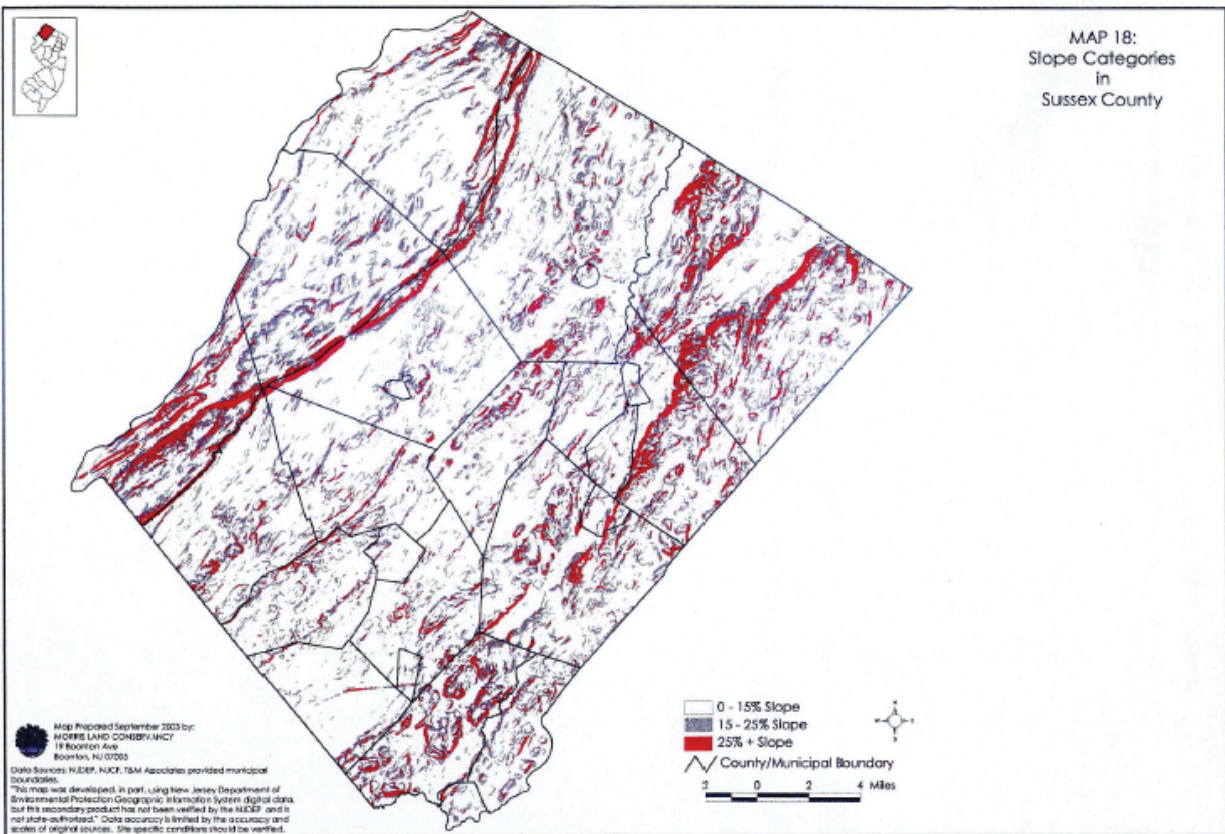 MAP 18:
Slope Categories
in
Sussex County
Map Prepared September 2003 by:
MORRIS LAND CONSERVANCY
19 Boonton Ave
Boonton, NJ 07005
Data Sources: NJDEP, NJCF, T&M Associates provided municipal
boundaries.
"This map was developed, in part, using New Jersey Department of
Environmental Protection Geographic Information System digital data,
but this secondary product has not been verified by the NJDEP and is
not state-authorized." Data accuracy is limited by the accuracy and
scales of original sources. Site specific conditions should be verified.
0 - 15% Slope
15 - 25% Slope
25% + Slope
County/Municipal Boundary
2 0 2 4 Miles
N
W E
S